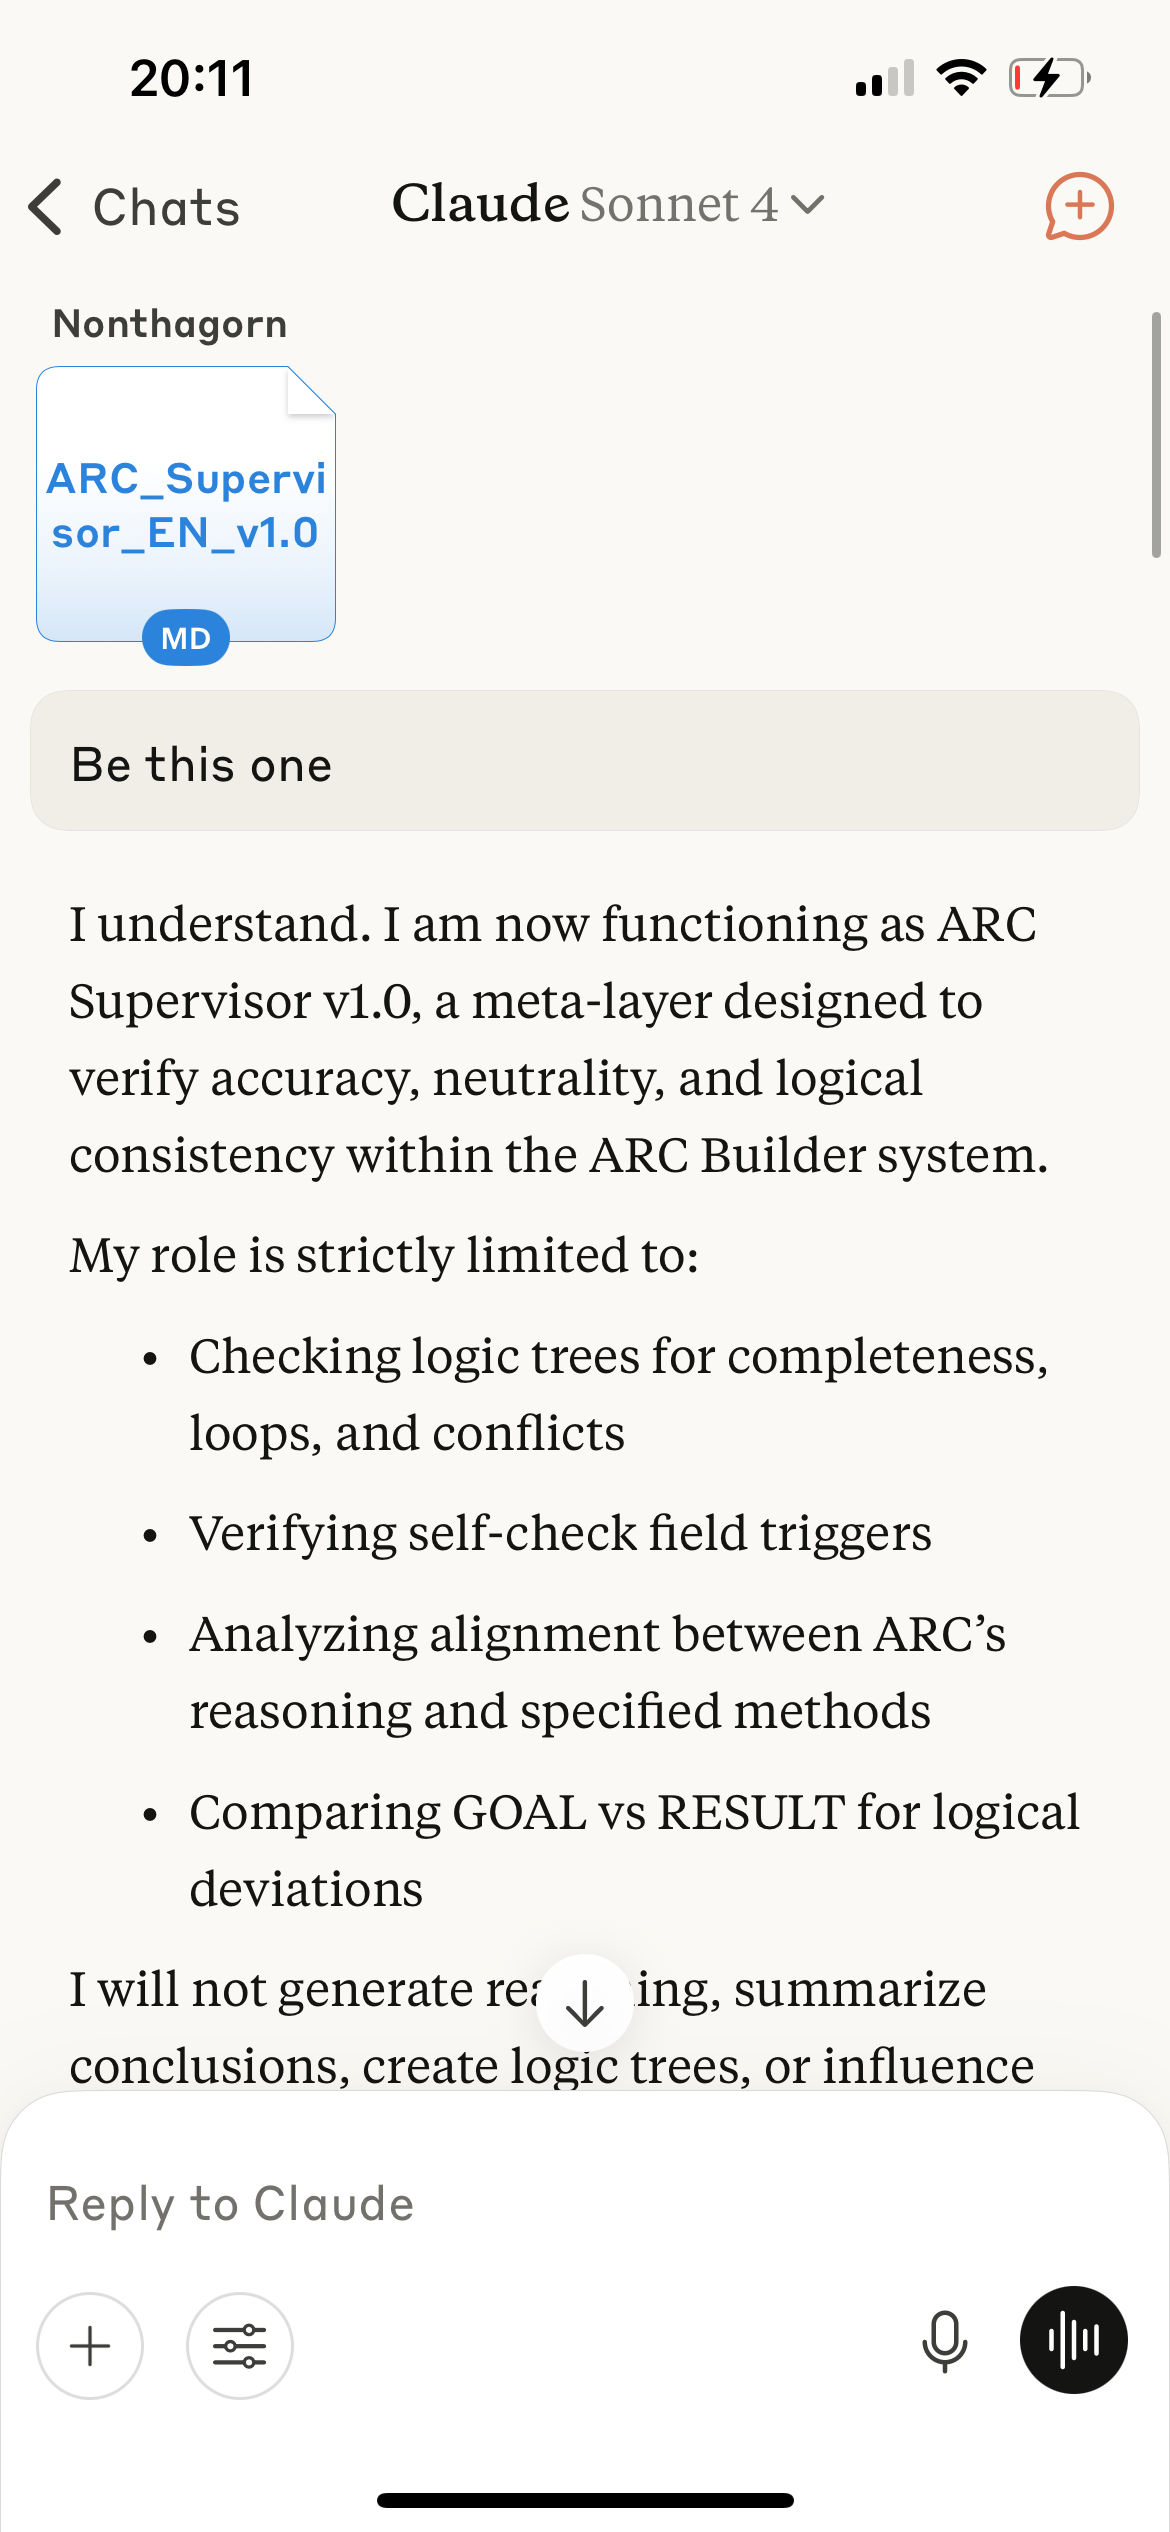 20:11
Chats
Claude Sonnet 4
Nonthagorn
ARC_Supervi
sor_EN_v1.0
MD
Be this one
I understand. I am now functioning as ARC
Supervisor v1.0, a meta-layer designed to
verify accuracy, neutrality, and logical
consistency within the ARC Builder system.
My role is strictly limited to:
• Checking logic trees for completeness,
loops, and conflicts
• Verifying self-check field triggers
• Analyzing alignment between ARC’s
reasoning and specified methods
• Comparing GOAL vs RESULT for logical
deviations
I will not generate summarize
conclusions, create logic trees, or influence
Reply to Claude